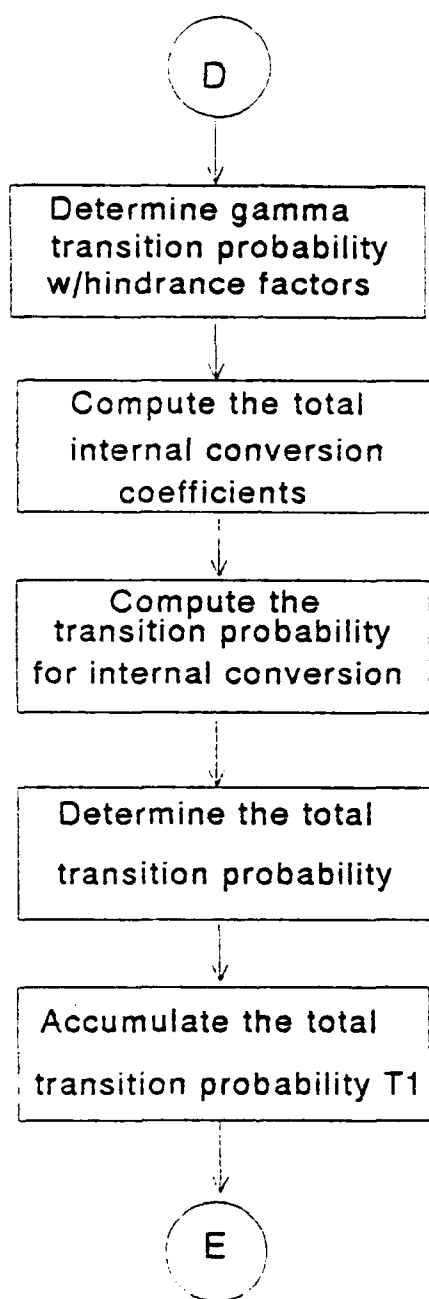 D
Determine gamma
transition probability
w/hindrance factors
Compute the total
internal conversion
coefficients
Compute the
transition probability
for internal conversion
Determine the total
transition probability
Accumulate the total
transition probability T1
E